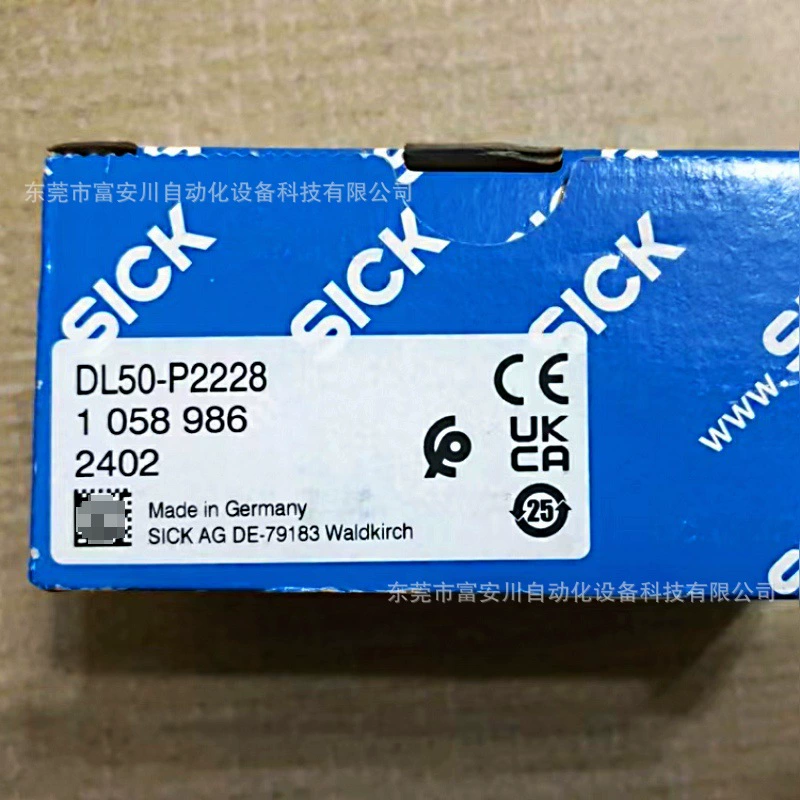 东莞市富安川自动化设备科技有限公司
SICK
SICK
SICK
SICK
www.
DL50-P2228
1 058 986
2402
CE
UK
CA
25
Made in Germany
SICK AG DE-79183 Waldkirch
SIC
东莞市富安川自动化设备科技有限公司